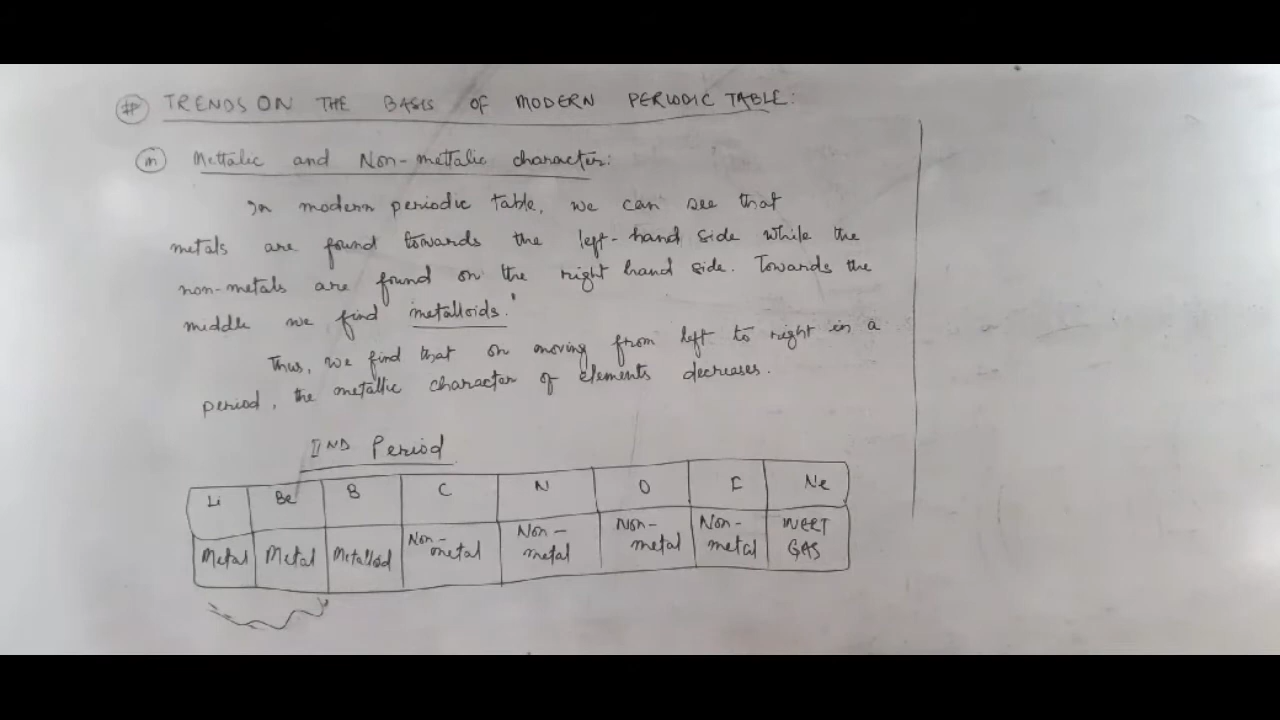 # TRENDS ON THE BASIS OF MODERN PERIODIC TABLE:
(n) Mettalic and Non-mettalic character:
In modern periodic table, we can see that
metals are found towards the left-hand side while the
non-metals are found on the right hand side. Towards the
middle we find metalloids.
Thus, we find that on moving from left to right in a
period, the metallic character of elements decreases.
IIND Period
Li Be B C N O F Ne
Metal Metal Metalloid Non-metal Non-metal Non-metal Non-metal INERT GAS